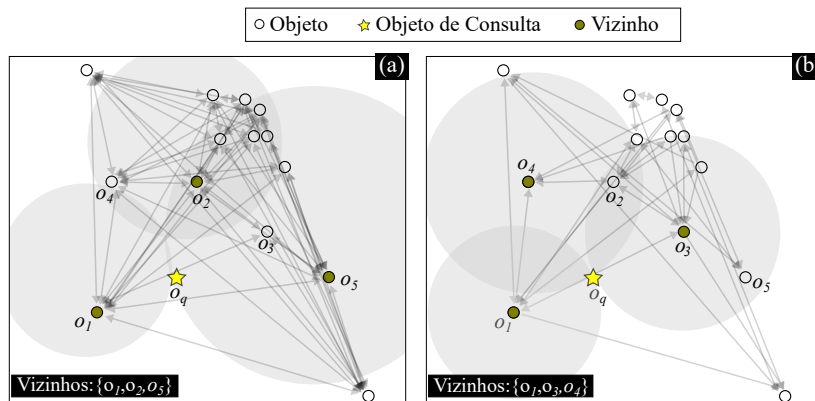 Objeto Objeto de Consulta Vizinho
(a)
o4
o2
o3
oq
o5
o1
Vizinhos:{o1,o2,o5}
(b)
o4
o2
o3
oq
o5
o1
Vizinhos:{o1,o3,o4}